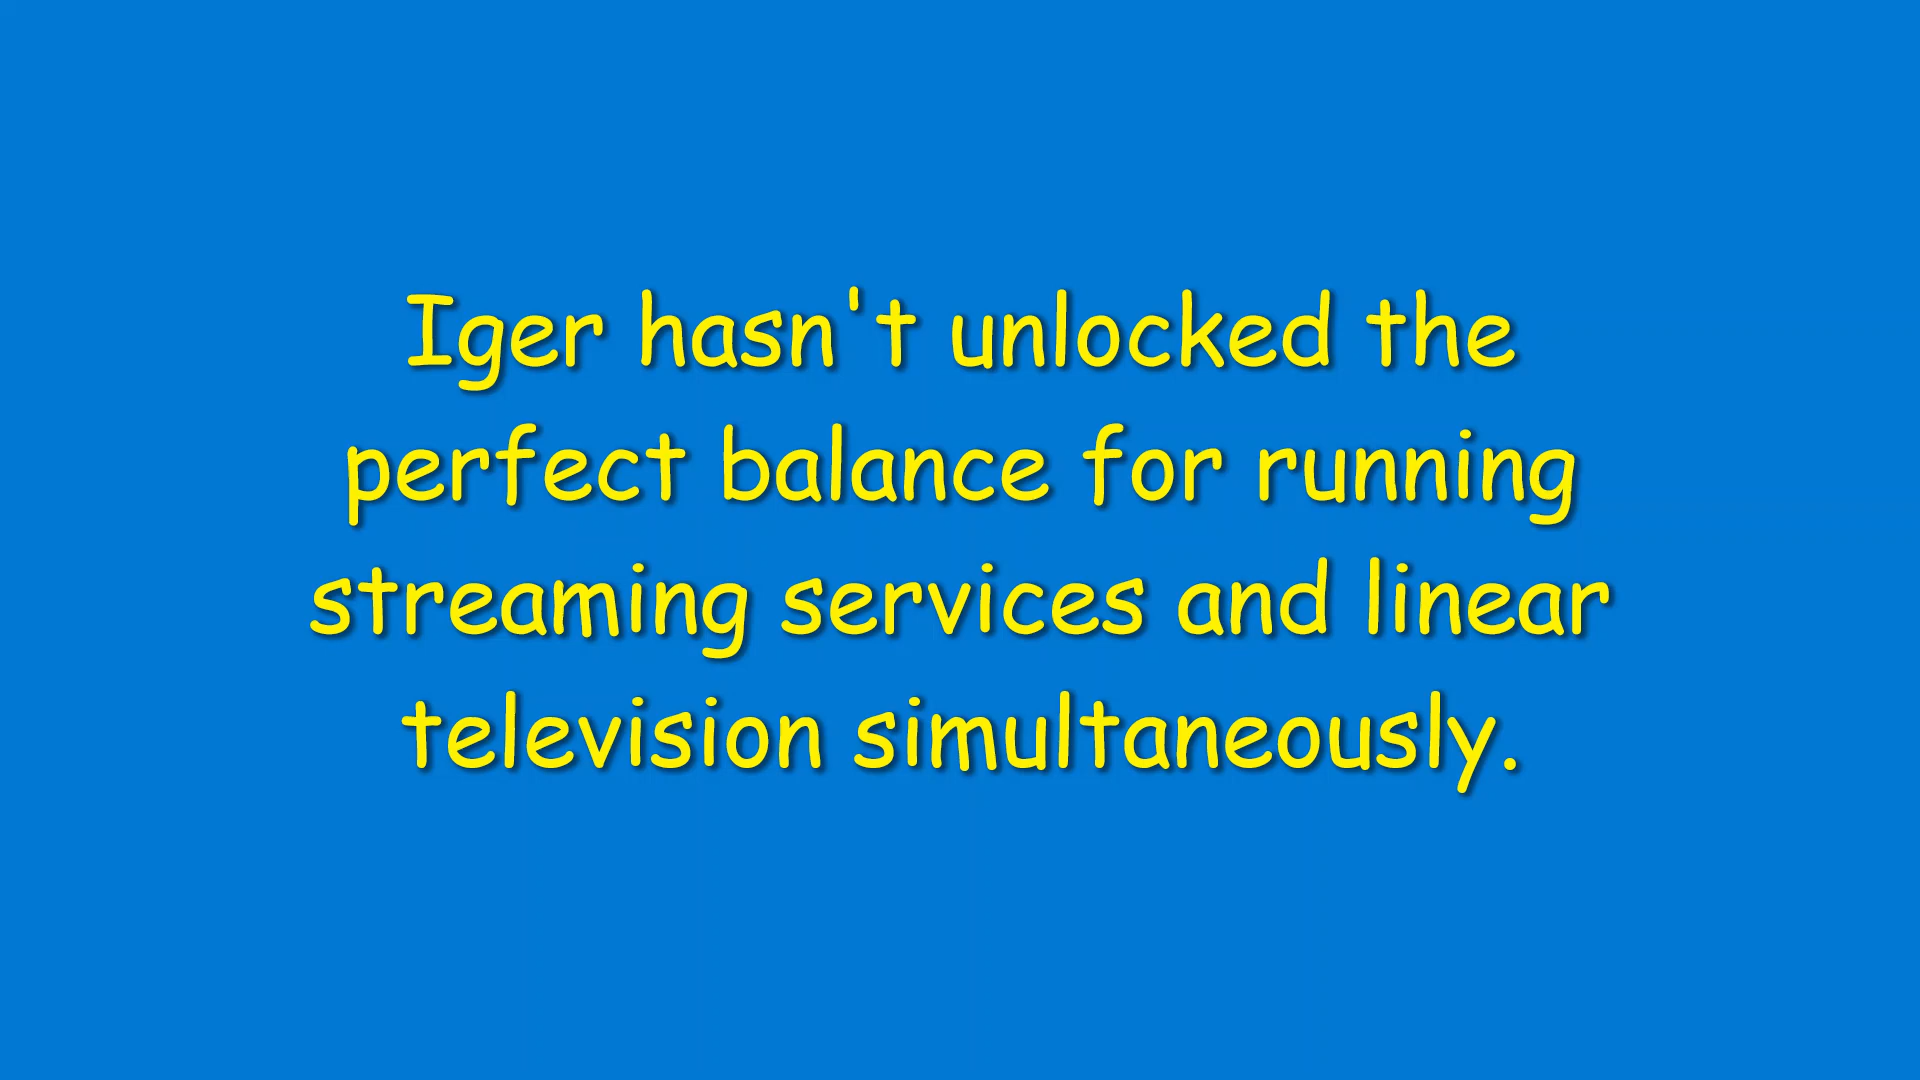 Iger hasn't unlocked the
perfect balance for running
streaming services and linear
television simultaneously.